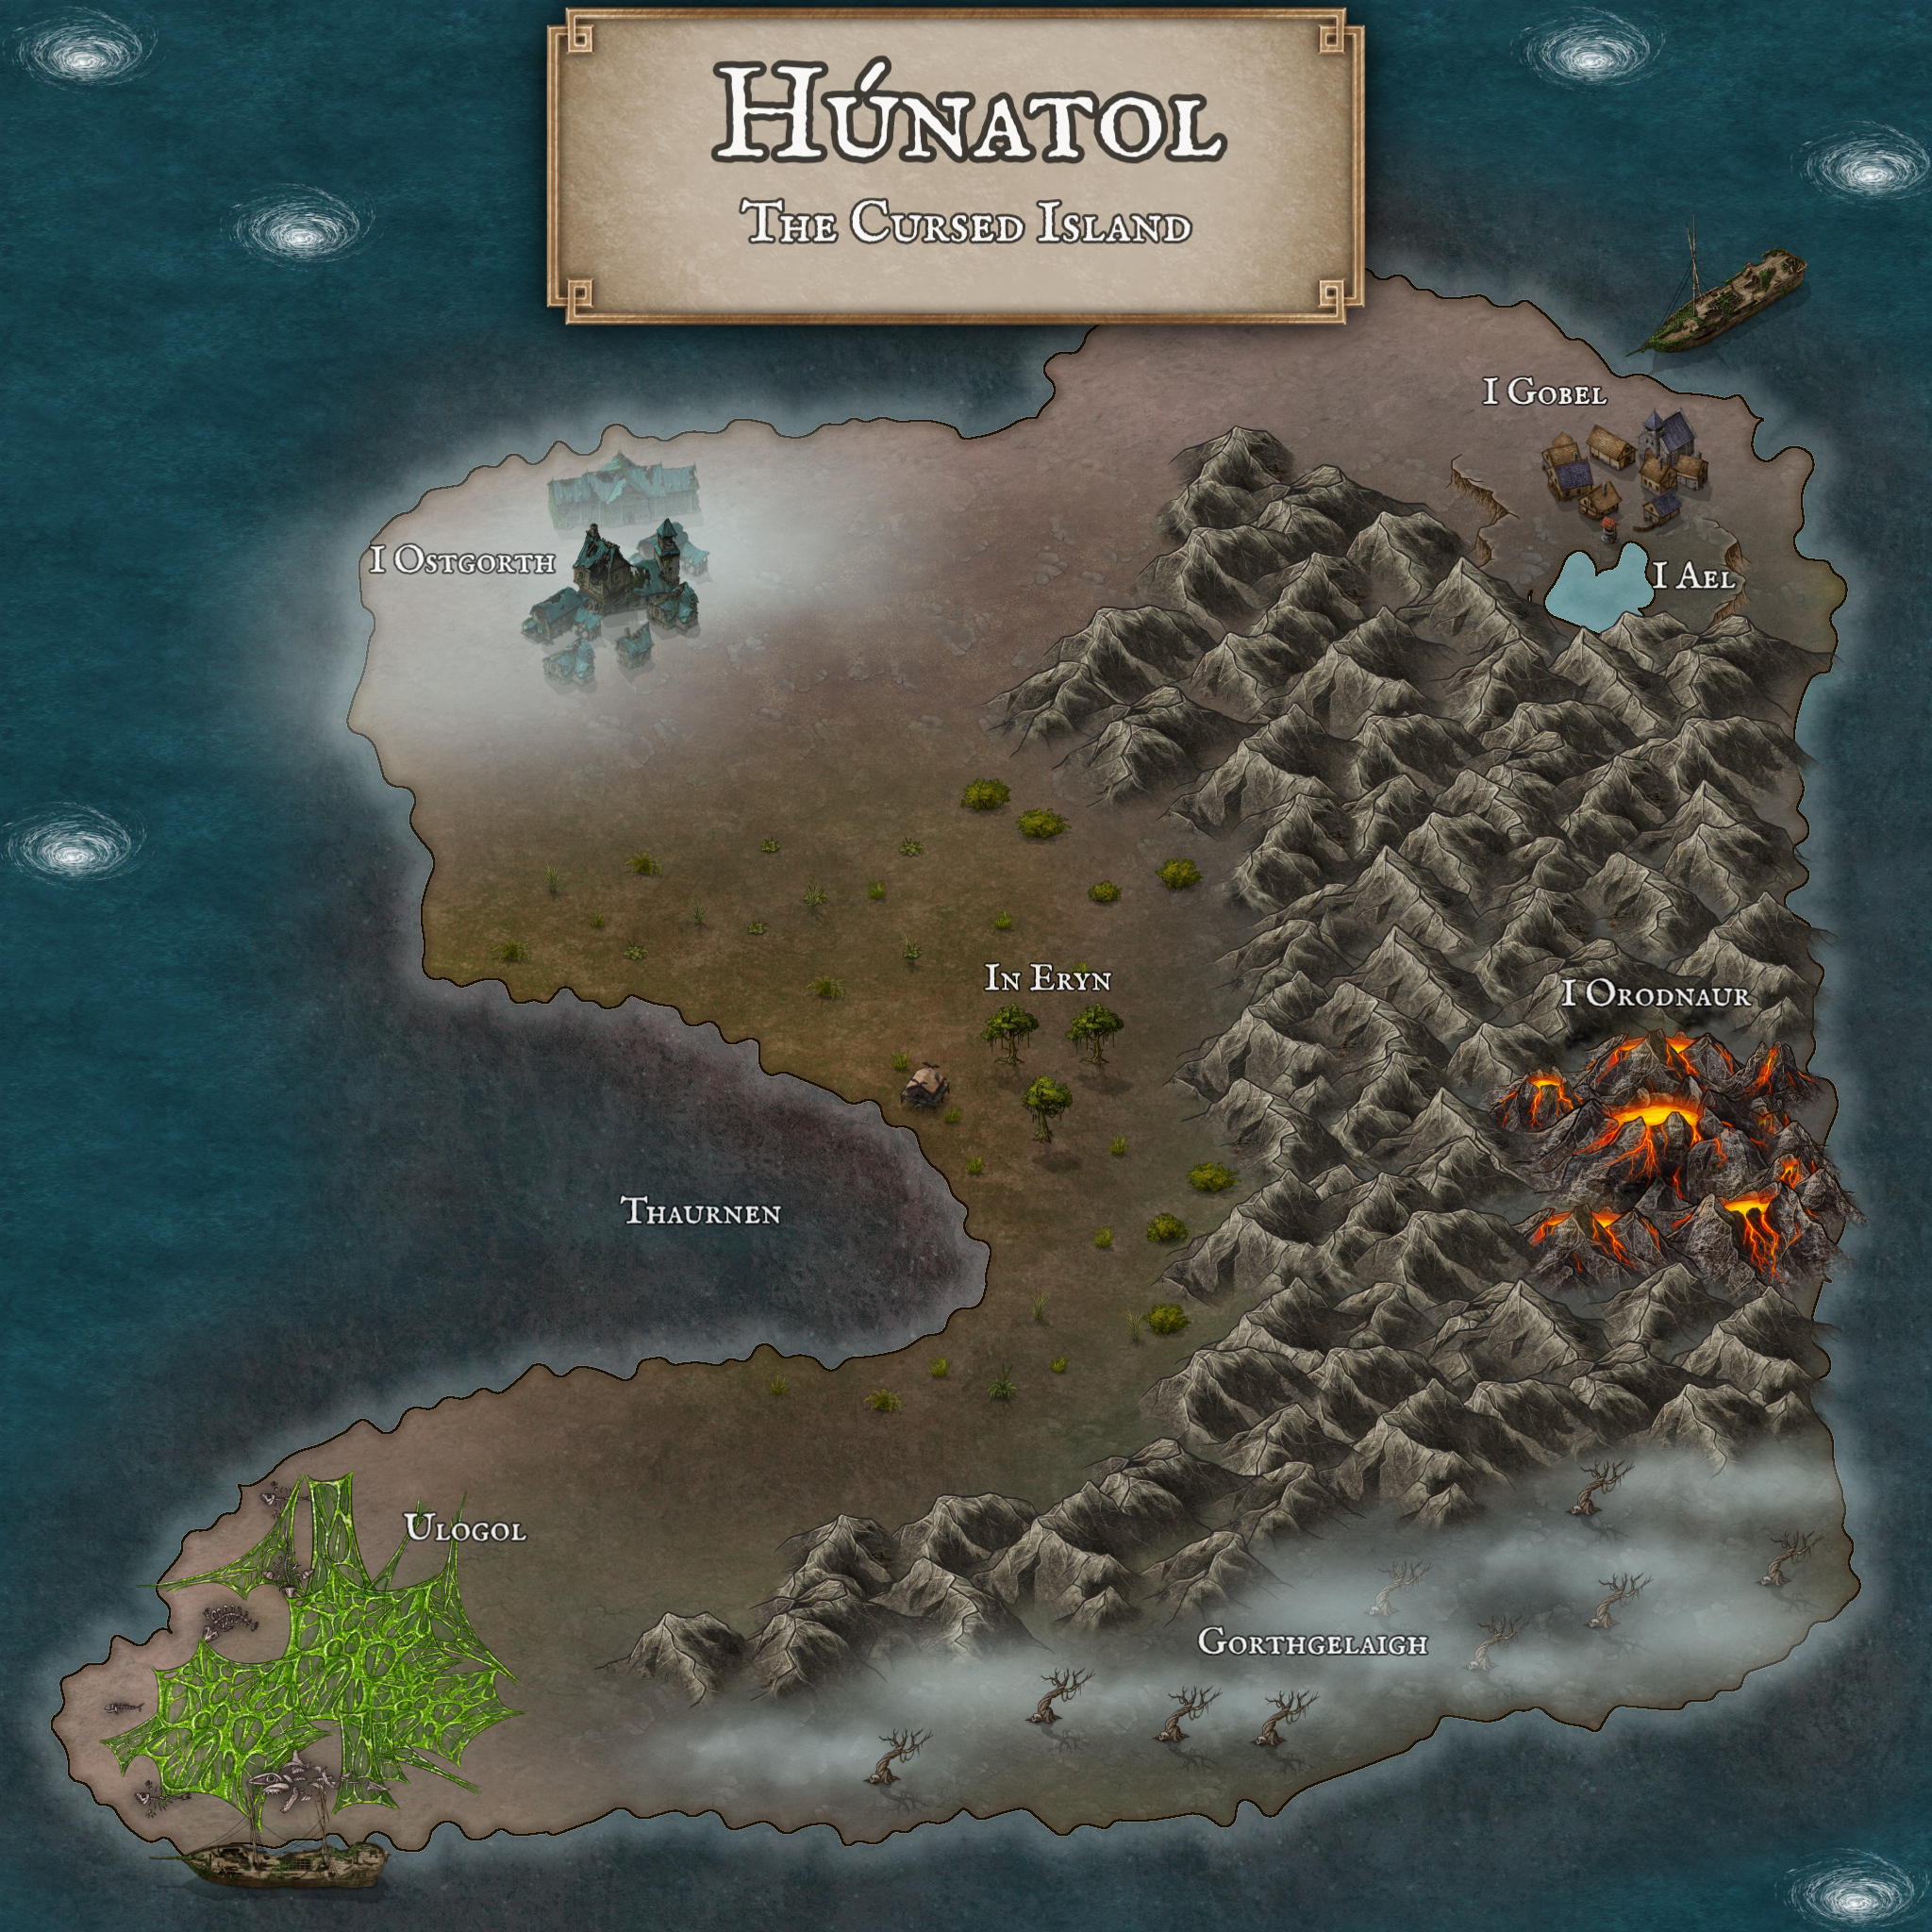 Húnatol
The Cursed Island
I Gobel
I Ostgorth
I Ael
In Eryn
I Orodnaur
Thaurnen
Ulogol
Gorthgelaigh